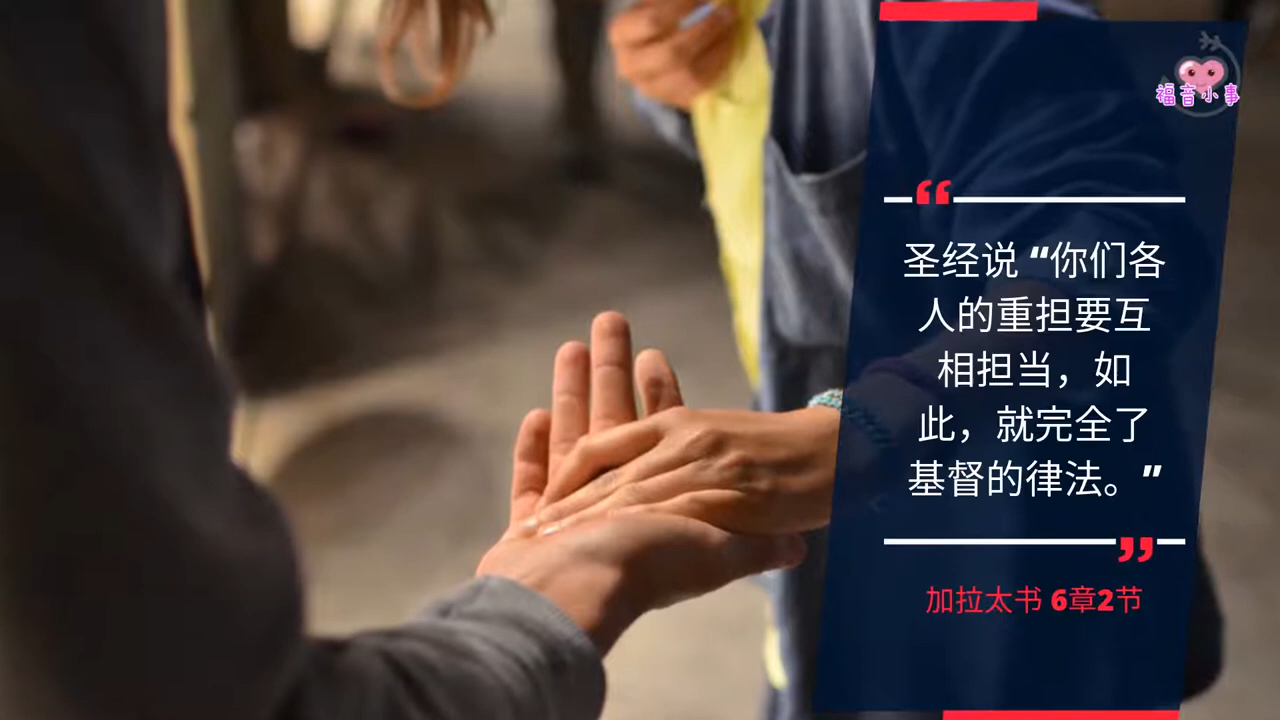 福音小事
“
圣经说 “你们各
人的重担要互
相担当，如
此，就完全了
基督的律法。”
”
加拉太书 6章2节